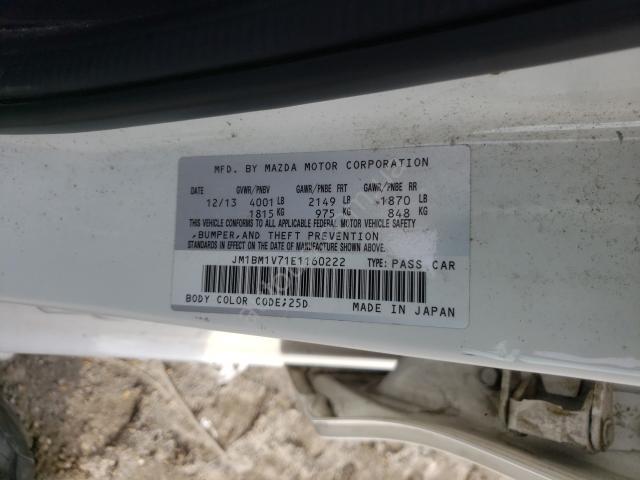 MFD. BY MAZDA MOTOR CORPORATION
DATE GVWR/PNBV GAWR/PNBE FRT GAWR/PNBE RR
12/13 4001 LB 2149 LB 1870 LB
1815 KG 975 KG 848 KG
THIS VEHICLE CONFORMS TO ALL APPLICABLE FEDERAL MOTOR VEHICLE SAFETY
,BUMPER,AND THEFT PREVENTION
STANDARDS IN EFFECT ON THE DATE OF MANUFACTURE SHOWN ABOVE.
JM1BM1V71E1160222 TYPE: PASS CAR
BODY COLOR CODE;25D MADE IN JAPAN